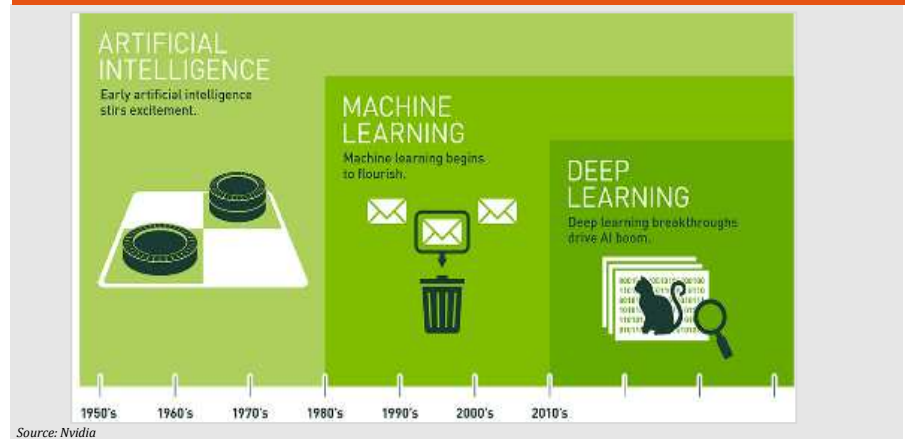 ARTIFICIAL
INTELLIGENCE
Early artificial intelligence
stirs excitement.
MACHINE
LEARNING
Machine learning begins
to flourish.
DEEP
LEARNING
Deep learning breakthroughs
drive AI boom.
1950's 1960's 1970's 1980's 1990's 2000's 2010's
Source: Nvidia